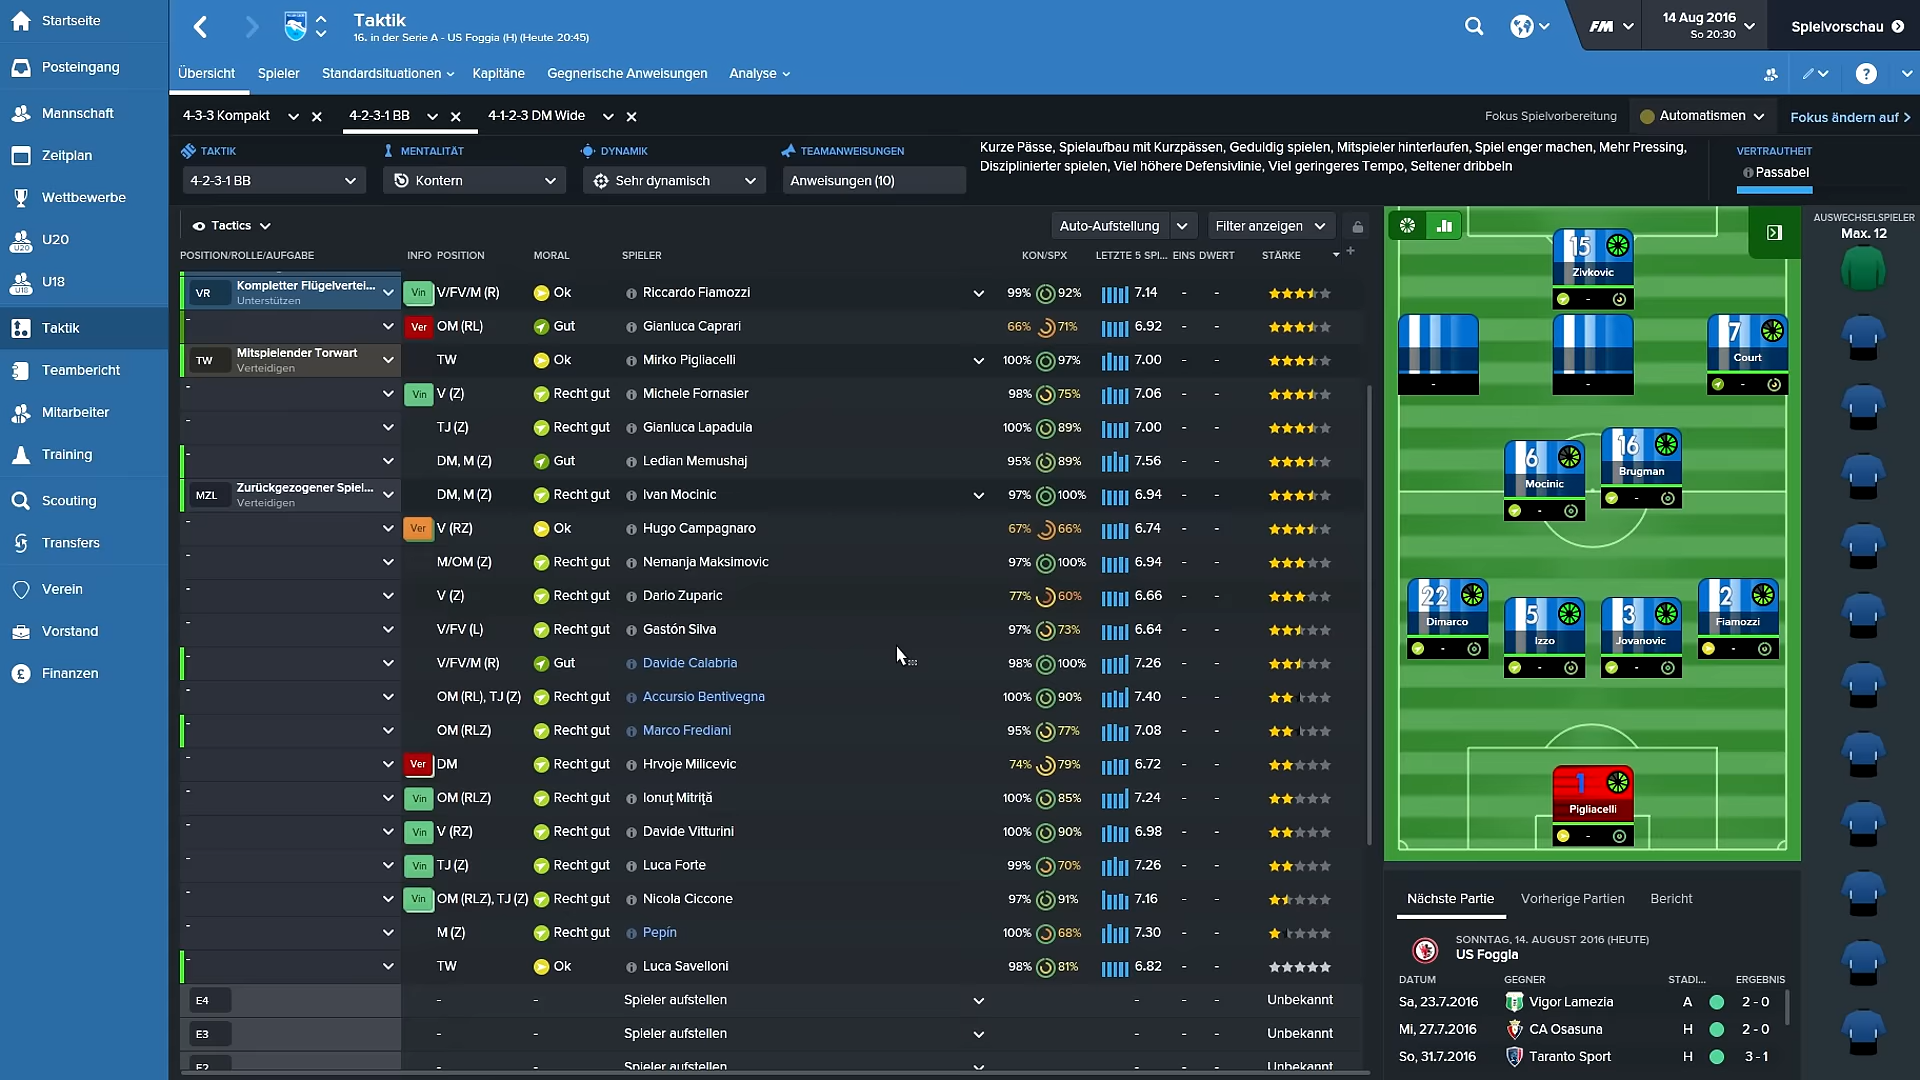 Startseite
Posteingang
Mannschaft
Zeitplan
Wettbewerbe
U20
U18
Taktik
Teambericht
Mitarbeiter
Training
Scouting
Transfers
Verein
Vorstand
Finanzen
Taktik
16. in der Serie A - US Foggia (H) (Heute 20:45)
FM
14 Aug 2016
So 20:30
Spielvorschau
Übersicht Spieler Standardsituationen Kapitäne Gegnerische Anweisungen Analyse
4-3-3 Kompakt 4-2-3-1 BB 4-1-2-3 DM Wide
Fokus Spielvorbereitung Automatismen Fokus ändern auf >
TAKTIK MENTALITÄT DYNAMIK TEAMANWEISUNGEN
4-2-3-1 BB Kontern Sehr dynamisch Anweisungen (10)
Kurze Pässe, Spielaufbau mit Kurzpässen, Geduldig spielen, Mitspieler hinterlaufen, Spiel enger machen, Mehr Pressing,
Disziplinierter spielen, Viel höhere Defensivlinie, Viel geringeres Tempo, Seltener dribbeln
VERTRAUTHEIT
Passabel
Tactics Auto-Aufstellung Filter anzeigen
POSITION/ROLLE/AUFGABE INFO POSITION MORAL SPIELER KON/SPX LETZTE 5 SPI... EINS DWERT STÄRKE
VR Kompletter Flügelvertei... Unterstützen Vin V/FV/M (R) Ok Riccardo Fiamozzi 99% 92% 7.14 - -
- Ver OM (RL) Gut Gianluca Caprari 66% 71% 6.92 - -
TW Mitspielender Torwart Verteidigen TW Ok Mirko Pigliacelli 100% 97% 7.00 - -
- Vin V (Z) Recht gut Michele Fornasier 98% 75% 7.06 - -
- TJ (Z) Recht gut Gianluca Lapadula 100% 89% 7.00 - -
- DM, M (Z) Gut Ledian Memushaj 95% 89% 7.56 - -
MZL Zurückgezogener Spiel... Verteidigen DM, M (Z) Recht gut Ivan Mocinic 97% 100% 6.94 - -
- Ver V (RZ) Ok Hugo Campagnaro 67% 66% 6.74 - -
- M/OM (Z) Recht gut Nemanja Maksimovic 97% 100% 6.94 - -
- V (Z) Recht gut Dario Zuparic 77% 60% 6.66 - -
- V/FV (L) Recht gut Gastón Silva 97% 73% 6.64 - -
- V/FV/M (R) Gut Davide Calabria 98% 100% 7.26 - -
- OM (RL), TJ (Z) Recht gut Accursio Bentivegna 100% 90% 7.40 - -
- OM (RLZ) Recht gut Marco Frediani 95% 77% 7.08 - -
- Ver DM Recht gut Hrvoje Milicevic 74% 79% 6.72 - -
- Vin OM (RLZ) Recht gut Ionuţ Mitriţă 100% 85% 7.24 - -
- Vin V (RZ) Recht gut Davide Vitturini 100% 90% 6.98 - -
- Vin TJ (Z) Recht gut Luca Forte 99% 70% 7.26 - -
- Vin OM (RLZ), TJ (Z) Recht gut Nicola Ciccone 97% 91% 7.16 - -
- M (Z) Recht gut Pepín 100% 68% 7.30 - -
- TW Ok Luca Savelloni 98% 81% 6.82 - -
E4 - - Spieler aufstellen - - - Unbekannt
E3 - - Spieler aufstellen - - - Unbekannt
E2 - - Spieler aufstellen - - - Unbekannt
15
Zivkovic
-
-
-
7
Court
-
6
Mocinic
-
16
Brugman
-
22
Dimarco
-
5
Izzo
-
3
Jovanovic
-
2
Fiamozzi
-
1
Pigliacelli
-
AUSWECHSELSPIELER
Max. 12
Nächste Partie Vorherige Partien Bericht
SONNTAG, 14. AUGUST 2016 (HEUTE)
US Foggia
DATUM GEGNER STADI... ERGEBNIS
Sa, 23.7.2016 Vigor Lamezia A 2 - 0
Mi, 27.7.2016 CA Osasuna H 2 - 0
So, 31.7.2016 Taranto Sport H 3 - 1